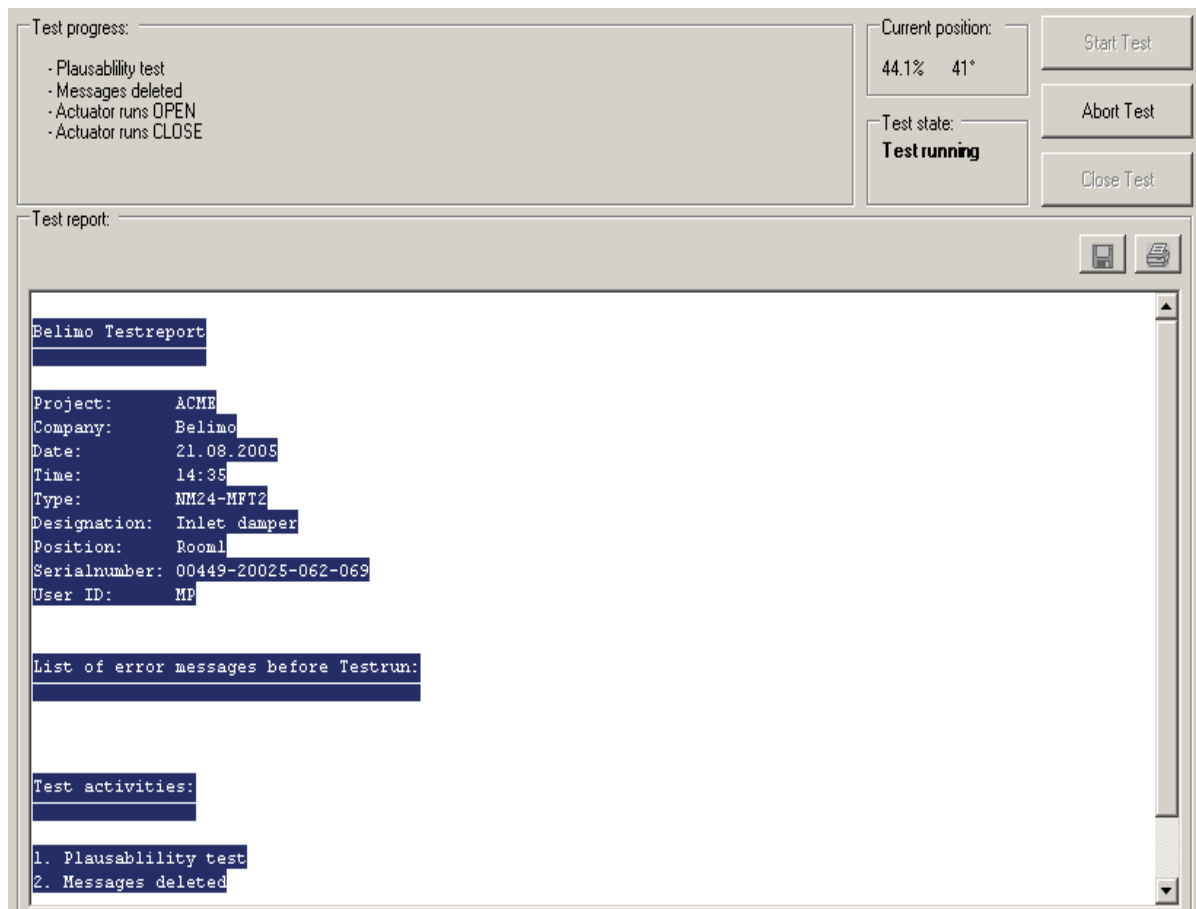 Test progress:
- Plausablility test
- Messages deleted
- Actuator runs OPEN
- Actuator runs CLOSE
Current position:
44.1% 41°
Test state:
Test running
Start Test
Abort Test
Close Test
Test report:
Belimo Testreport
Project: ACME
Company: Belimo
Date: 21.08.2005
Time: 14:35
Type: NM24-MFT2
Designation: Inlet damper
Position: Room1
Serialnumber: 00449-20025-062-069
User ID: MP
List of error messages before Testrun:
Test activities:
1. Plausablility test
2. Messages deleted